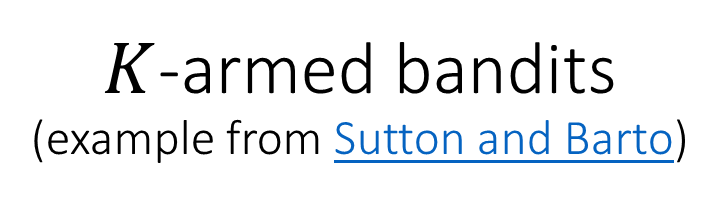 K-armed bandits
(example from Sutton and Barto)